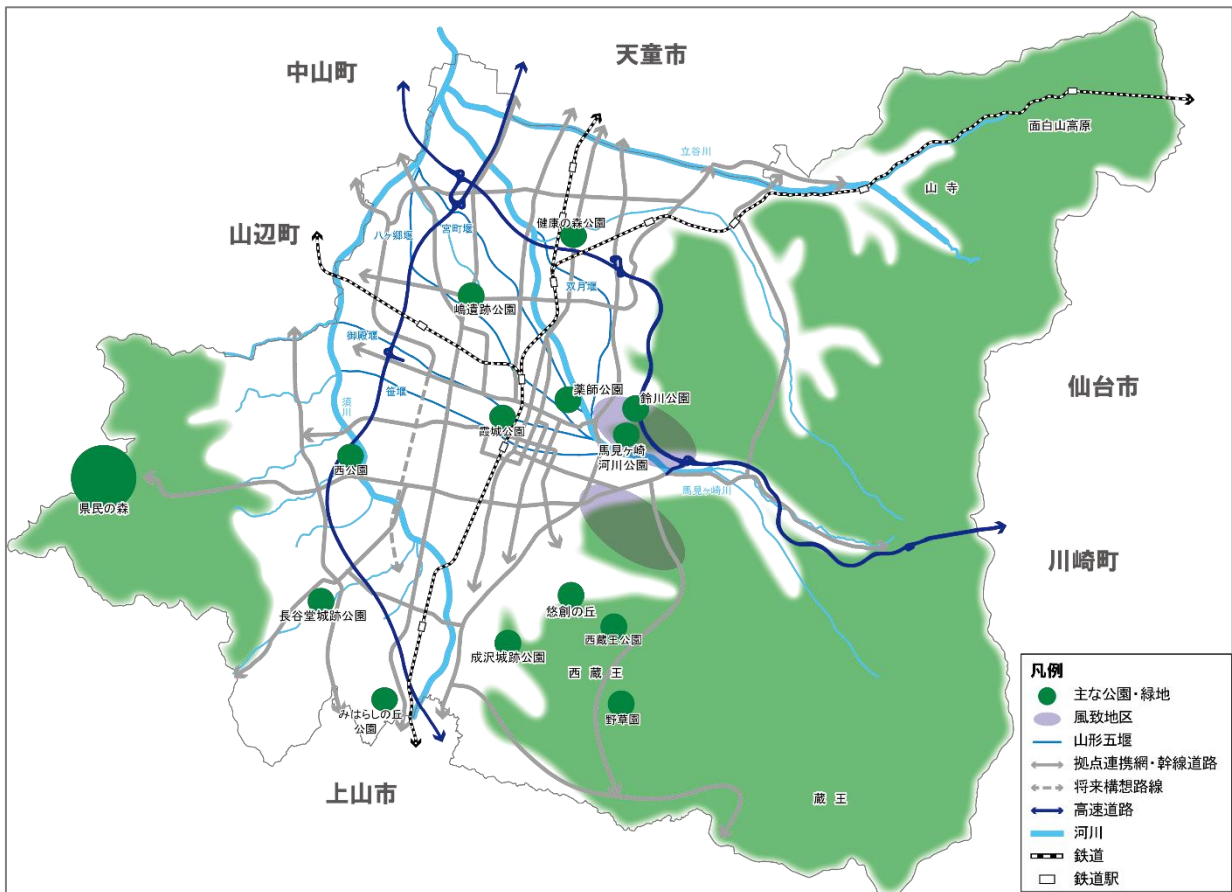 天童市
中山町
面白山高原
立谷川
山寺
健康の森公園
山辺町
八ヶ郷堰
宮町堰
双月堰
嶋遺跡公園
御殿堰
笹堰
薬師公園
鈴川公園
仙台市
須川
霞城公園
馬見ヶ崎
河川公園
西公園
県民の森
馬見ヶ崎川
川崎町
長谷堂城跡公園
悠創の丘
西蔵王公園
成沢城跡公園
西蔵王
みはらしの丘
公園
野草園
上山市
蔵王
凡例
主な公園・緑地
風致地区
山形五堰
拠点連携網・幹線道路
将来構想路線
高速道路
河川
鉄道
鉄道駅